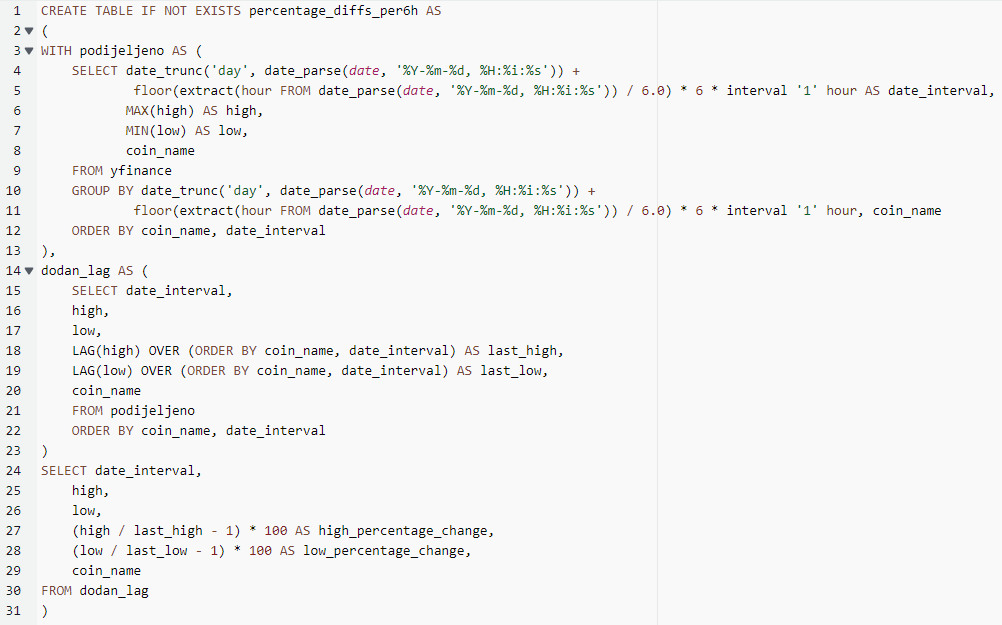 1 CREATE TABLE IF NOT EXISTS percentage_diffs_per6h AS
2 (
3 WITH podijeljeno AS (
4 SELECT date_trunc('day', date_parse(date, '%Y-%m-%d, %H:%i:%s')) +
5 floor(extract(hour FROM date_parse(date, '%Y-%m-%d, %H:%i:%s')) / 6.0) * 6 * interval '1' hour AS date_interval,
6 MAX(high) AS high,
7 MIN(low) AS low,
8 coin_name
9 FROM yfinance
10 GROUP BY date_trunc('day', date_parse(date, '%Y-%m-%d, %H:%i:%s')) +
11 floor(extract(hour FROM date_parse(date, '%Y-%m-%d, %H:%i:%s')) / 6.0) * 6 * interval '1' hour, coin_name
12 ORDER BY coin_name, date_interval
13 ),
14 dodan_lag AS (
15 SELECT date_interval,
16 high,
17 low,
18 LAG(high) OVER (ORDER BY coin_name, date_interval) AS last_high,
19 LAG(low) OVER (ORDER BY coin_name, date_interval) AS last_low,
20 coin_name
21 FROM podijeljeno
22 ORDER BY coin_name, date_interval
23 )
24 SELECT date_interval,
25 high,
26 low,
27 (high / last_high - 1) * 100 AS high_percentage_change,
28 (low / last_low - 1) * 100 AS low_percentage_change,
29 coin_name
30 FROM dodan_lag
31 )